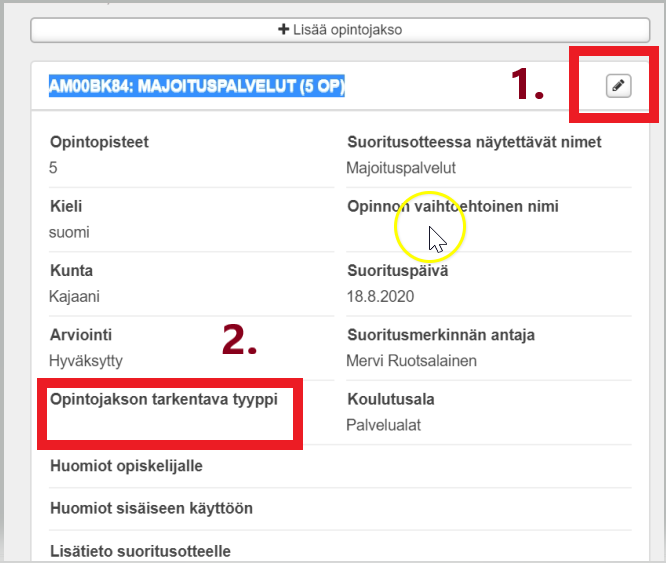 Lisää opintojakso
1.
AM00BK84: MAJOITUSPALVELUT (5 OP)
Opintopisteet
5
Suoritusotteessa näytettävät nimet
Majoituspalvelut
Kieli
suomi
Opinnon vaihtoehtoinen nimi
Kunta
Kajaani
Suorituspäivä
18.8.2020
Arviointi
Hyväksytty
2.
Suoritusmerkinnän antaja
Mervi Ruotsalainen
Opintojakson tarkentava tyyppi
Koulutusala
Palvelualat
Huomiot opiskelijalle
Huomiot sisäiseen käyttöön
Lisätieto suoritusotteelle